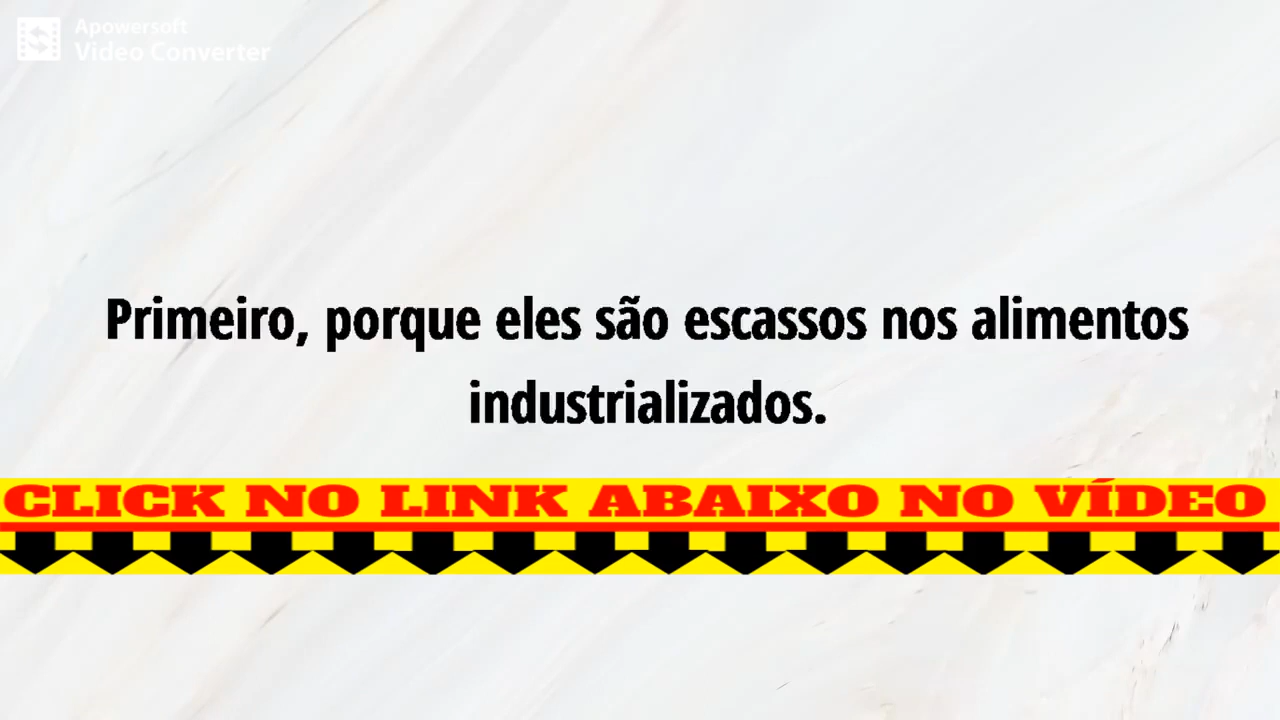 Apowersoft
Video Converter
Primeiro, porque eles são escassos nos alimentos
industrializados.
CLICK NO LINK ABAIXO NO VÍDEO